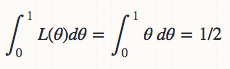 ∫₀¹ L(θ)dθ = ∫₀¹ θ dθ = 1/2